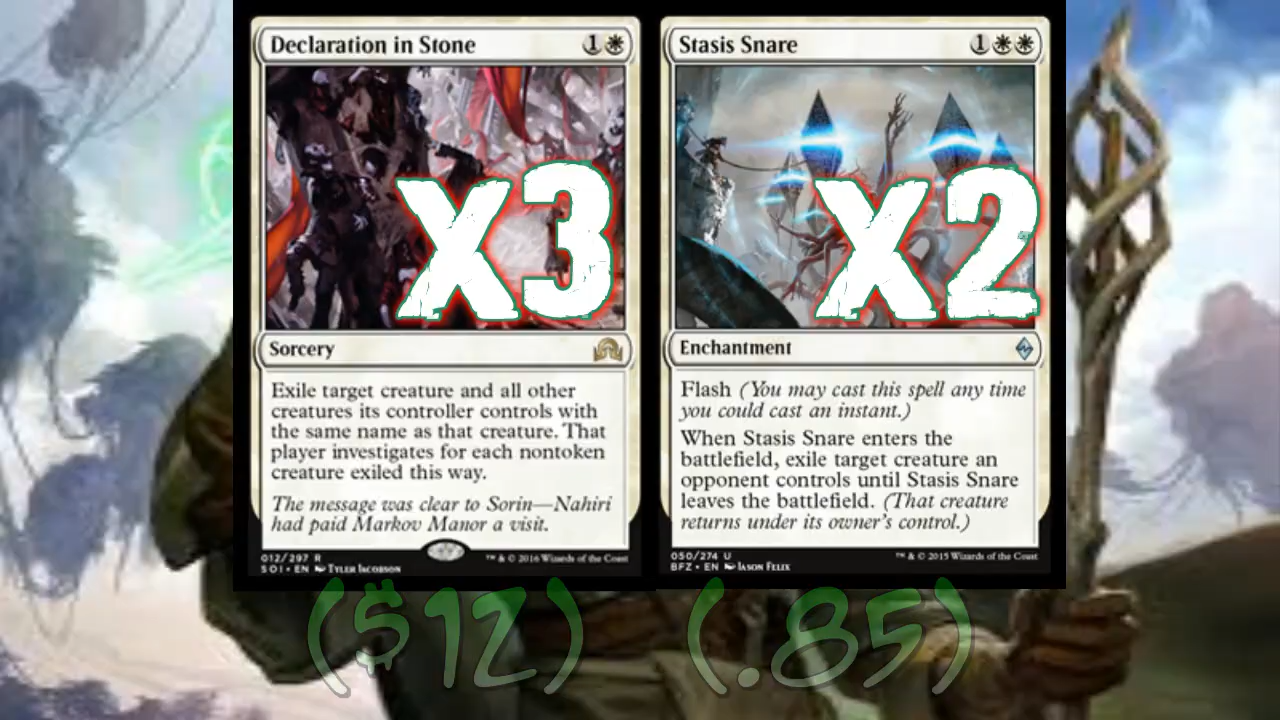 Declaration in Stone 1
x3
Sorcery
Exile target creature and all other
creatures its controller controls with
the same name as that creature. That
player investigates for each nontoken
creature exiled this way.
The message was clear to Sorin—Nahiri
had paid Markov Manor a visit.
012/297 R
SOI • EN Tyler Jacobson
™ & © 2016 Wizards of the Coast
($12)
Stasis Snare 1
x2
Enchantment
Flash (You may cast this spell any time
you could cast an instant.)
When Stasis Snare enters the
battlefield, exile target creature an
opponent controls until Stasis Snare
leaves the battlefield. (That creature
returns under its owner's control.)
050/274 U
BFZ • EN Jason Felix
™ & © 2015 Wizards of the Coast
(.85)